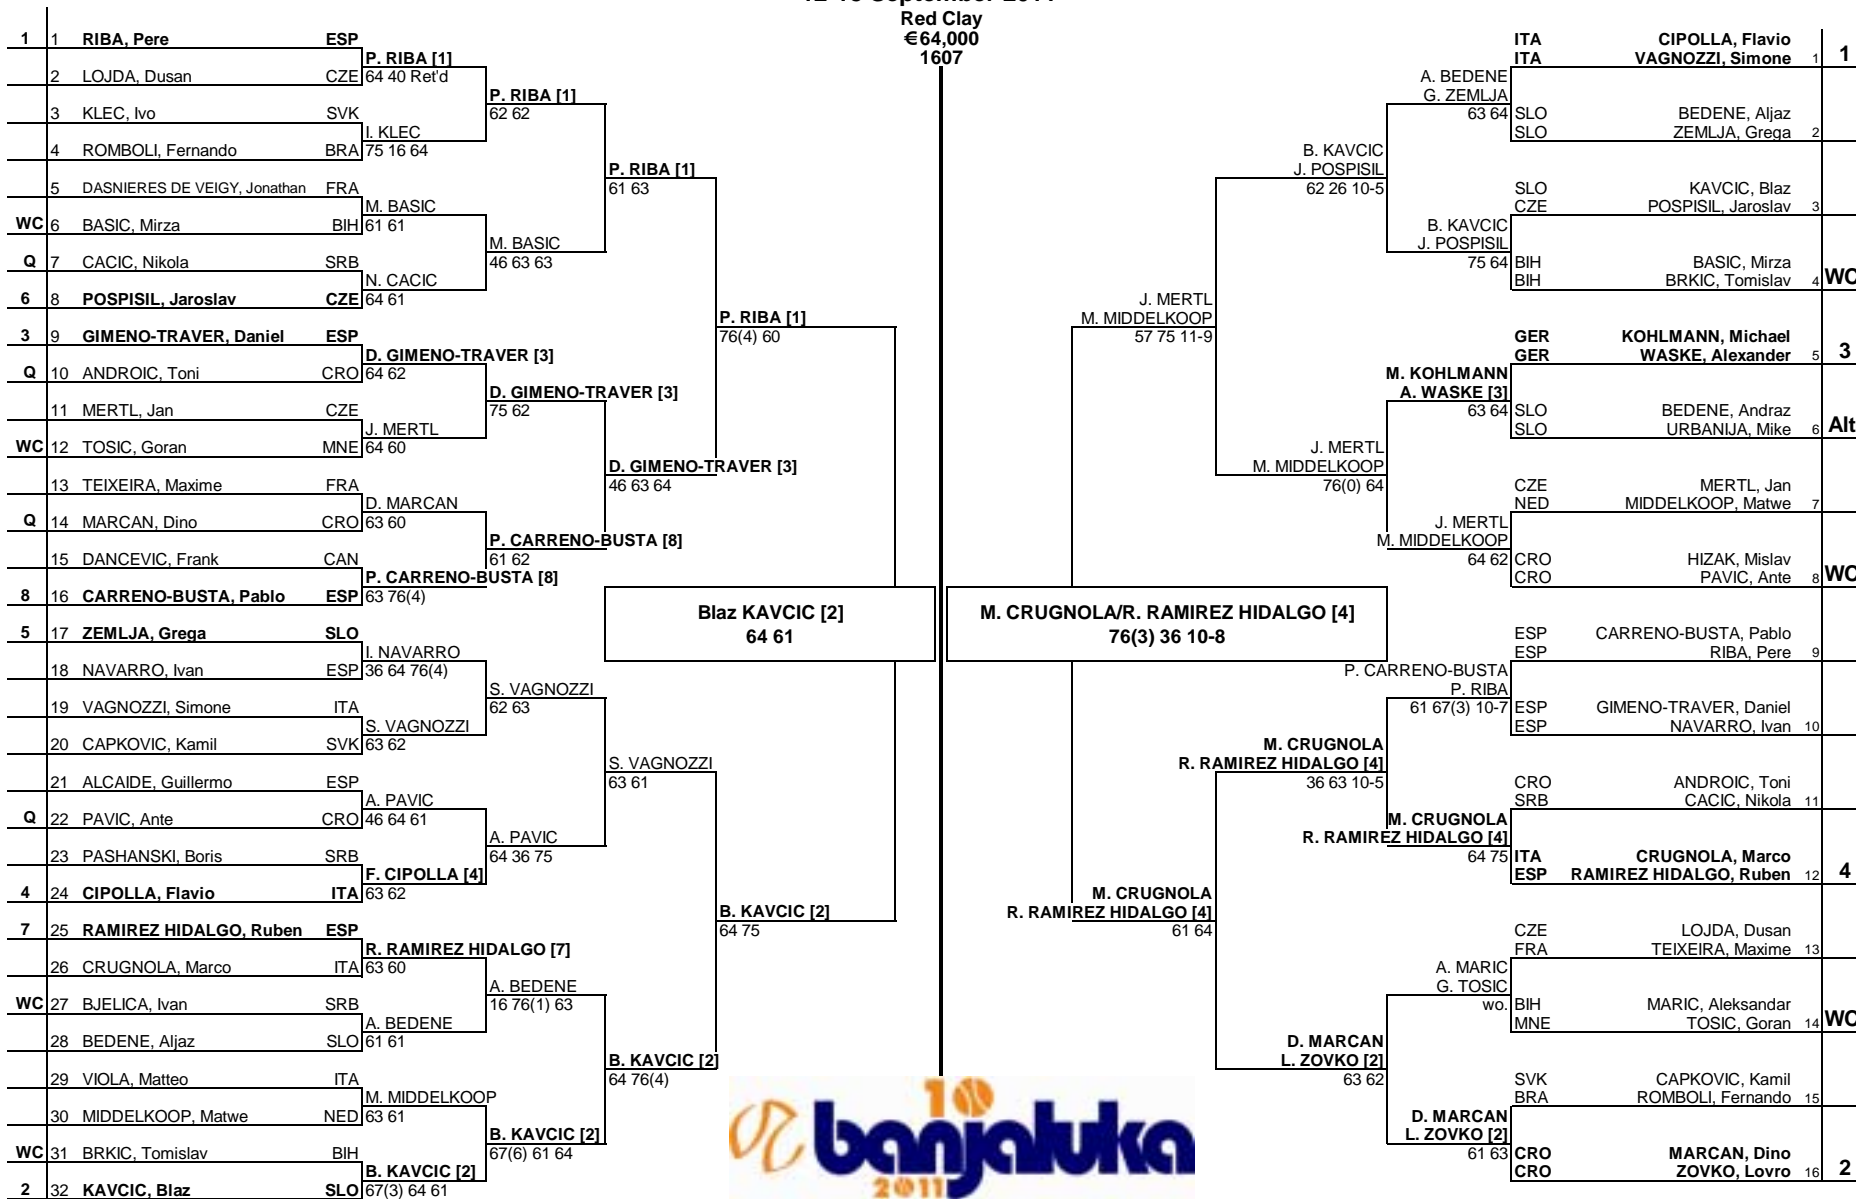 Red Clay
€64,000
1607
1 1 RIBA, Pere ESP
P. RIBA [1]
2 LOJDA, Dusan CZE 64 40 Ret'd
P. RIBA [1]
3 KLEC, Ivo SVK 62 62
I. KLEC
4 ROMBOLI, Fernando BRA 75 16 64
P. RIBA [1]
5 DASNIERES DE VEIGY, Jonathan FRA 61 63
M. BASIC
WC 6 BASIC, Mirza BIH 61 61
M. BASIC
Q 7 CACIC, Nikola SRB 46 63 63
N. CACIC
6 8 POSPISIL, Jaroslav CZE 64 61
P. RIBA [1]
3 9 GIMENO-TRAVER, Daniel ESP 76(4) 60
D. GIMENO-TRAVER [3]
Q 10 ANDROIC, Toni CRO 64 62
D. GIMENO-TRAVER [3]
11 MERTL, Jan CZE 75 62
J. MERTL
WC 12 TOSIC, Goran MNE 64 60
D. GIMENO-TRAVER [3]
13 TEIXEIRA, Maxime FRA 46 63 64
D. MARCAN
Q 14 MARCAN, Dino CRO 63 60
P. CARRENO-BUSTA [8]
15 DANCEVIC, Frank CAN 61 62
P. CARRENO-BUSTA [8]
8 16 CARRENO-BUSTA, Pablo ESP 63 76(4)
Blaz KAVCIC [2]
64 61
5 17 ZEMLJA, Grega SLO
I. NAVARRO
18 NAVARRO, Ivan ESP 36 64 76(4)
S. VAGNOZZI
19 VAGNOZZI, Simone ITA 62 63
S. VAGNOZZI
20 CAPKOVIC, Kamil SVK 63 62
S. VAGNOZZI
21 ALCAIDE, Guillermo ESP 63 61
A. PAVIC
Q 22 PAVIC, Ante CRO 46 64 61
A. PAVIC
23 PASHANSKI, Boris SRB 64 36 75
F. CIPOLLA [4]
4 24 CIPOLLA, Flavio ITA 63 62
B. KAVCIC [2]
7 25 RAMIREZ HIDALGO, Ruben ESP 64 75
R. RAMIREZ HIDALGO [7]
26 CRUGNOLA, Marco ITA 63 60
A. BEDENE
WC 27 BJELICA, Ivan SRB 16 76(1) 63
A. BEDENE
28 BEDENE, Aljaz SLO 61 61
B. KAVCIC [2]
29 VIOLA, Matteo ITA 64 76(4)
M. MIDDELKOOP
30 MIDDELKOOP, Matwe NED 63 61
B. KAVCIC [2]
WC 31 BRKIC, Tomislav BIH 67(6) 61 64
B. KAVCIC [2]
2 32 KAVCIC, Blaz SLO 67(3) 64 61
ITA CIPOLLA, Flavio
ITA VAGNOZZI, Simone 1 1
A. BEDENE
G. ZEMLJA
63 64 SLO BEDENE, Aljaz
SLO ZEMLJA, Grega 2
B. KAVCIC
J. POSPISIL
62 26 10-5
SLO KAVCIC, Blaz
CZE POSPISIL, Jaroslav 3
B. KAVCIC
J. POSPISIL
75 64 BIH BASIC, Mirza
BIH BRKIC, Tomislav 4 WC
J. MERTL
M. MIDDELKOOP
57 75 11-9
GER KOHLMANN, Michael
GER WASKE, Alexander 5 3
M. KOHLMANN
A. WASKE [3]
63 64 SLO BEDENE, Andraz
SLO URBANIJA, Mike 6 Alt
J. MERTL
M. MIDDELKOOP
76(0) 64
CZE MERTL, Jan
NED MIDDELKOOP, Matwe 7
J. MERTL
M. MIDDELKOOP
64 62 CRO HIZAK, Mislav
CRO PAVIC, Ante 8 WC
M. CRUGNOLA/R. RAMIREZ HIDALGO [4]
76(3) 36 10-8
ESP CARRENO-BUSTA, Pablo
ESP RIBA, Pere 9
P. CARRENO-BUSTA
P. RIBA
61 67(3) 10-7 ESP GIMENO-TRAVER, Daniel
ESP NAVARRO, Ivan 10
M. CRUGNOLA
R. RAMIREZ HIDALGO [4]
36 63 10-5
CRO ANDROIC, Toni
SRB CACIC, Nikola 11
M. CRUGNOLA
R. RAMIREZ HIDALGO [4]
64 75 ITA CRUGNOLA, Marco
ESP RAMIREZ HIDALGO, Ruben 12 4
M. CRUGNOLA
R. RAMIREZ HIDALGO [4]
61 64
CZE LOJDA, Dusan
FRA TEIXEIRA, Maxime 13
A. MARIC
G. TOSIC
wo. BIH MARIC, Aleksandar
MNE TOSIC, Goran 14 WC
D. MARCAN
L. ZOVKO [2]
63 62
SVK CAPKOVIC, Kamil
BRA ROMBOLI, Fernando 15
D. MARCAN
L. ZOVKO [2]
61 63 CRO MARCAN, Dino
CRO ZOVKO, Lovro 16 2
10
banjaluka
2011